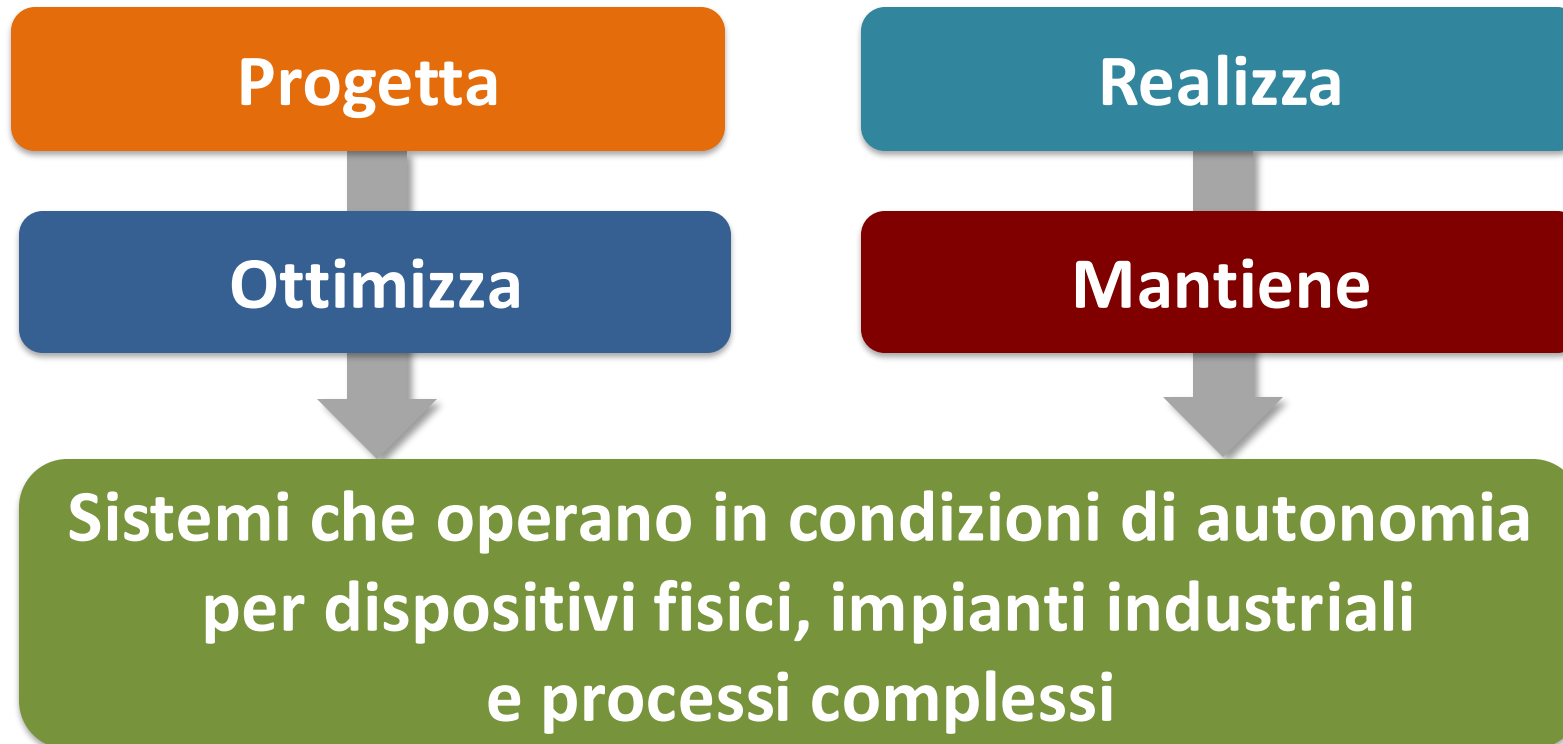 Progetta
Realizza
Ottimizza
Mantiene
Sistemi che operano in condizioni di autonomia
per dispositivi fisici, impianti industriali
e processi complessi